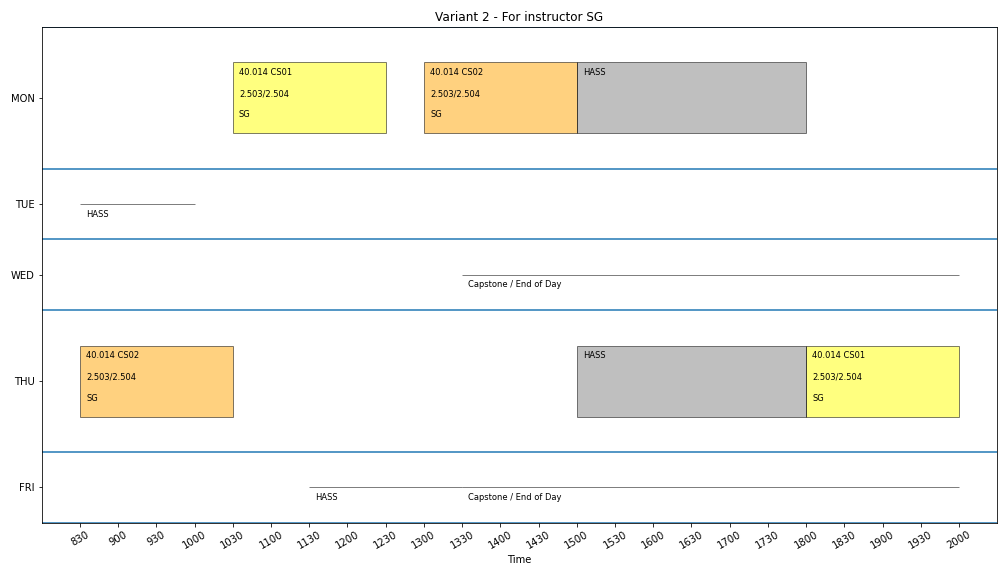 Variant 2 - For instructor SG
MON
40.014 CS01
2.503/2.504
SG
40.014 CS02
2.503/2.504
SG
HASS
TUE
HASS
WED
Capstone / End of Day
THU
40.014 CS02
2.503/2.504
SG
HASS
40.014 CS01
2.503/2.504
SG
FRI
HASS
Capstone / End of Day
830 900 930 1000 1030 1100 1130 1200 1230 1300 1330 1400 1430 1500 1530 1600 1630 1700 1730 1800 1830 1900 1930 2000
Time